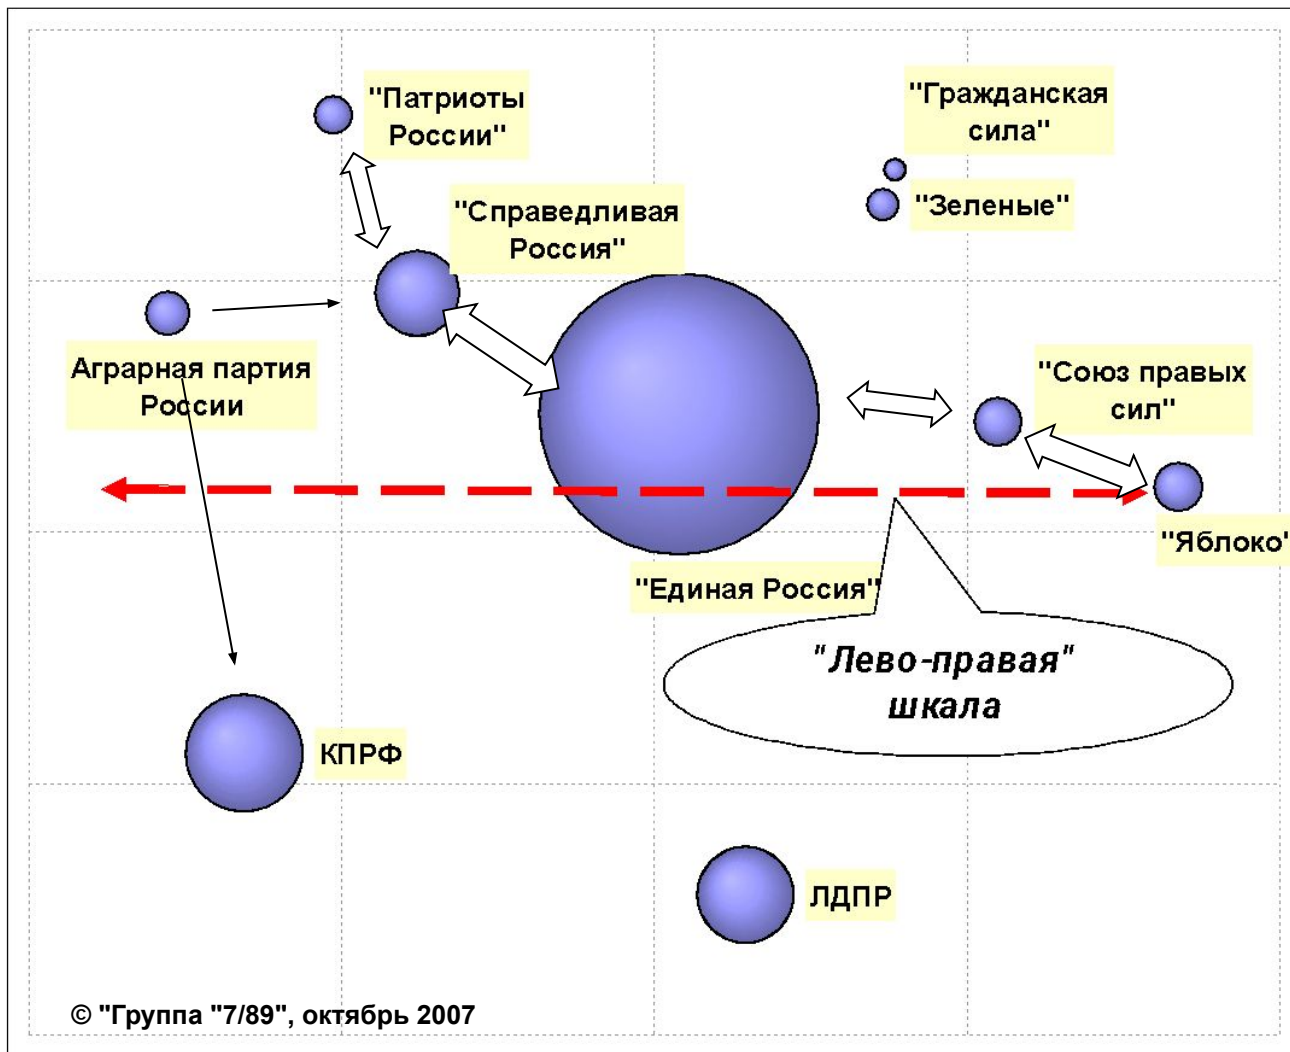 "Патриоты
России"
"Гражданская
сила"
"Зеленые"
"Справедливая
Россия"
Аграрная партия
России
"Союз правых
сил"
"Яблоко"
"Единая Россия"
"Лево-правая"
шкала
КПРФ
ЛДПР
© "Группа "7/89", октябрь 2007